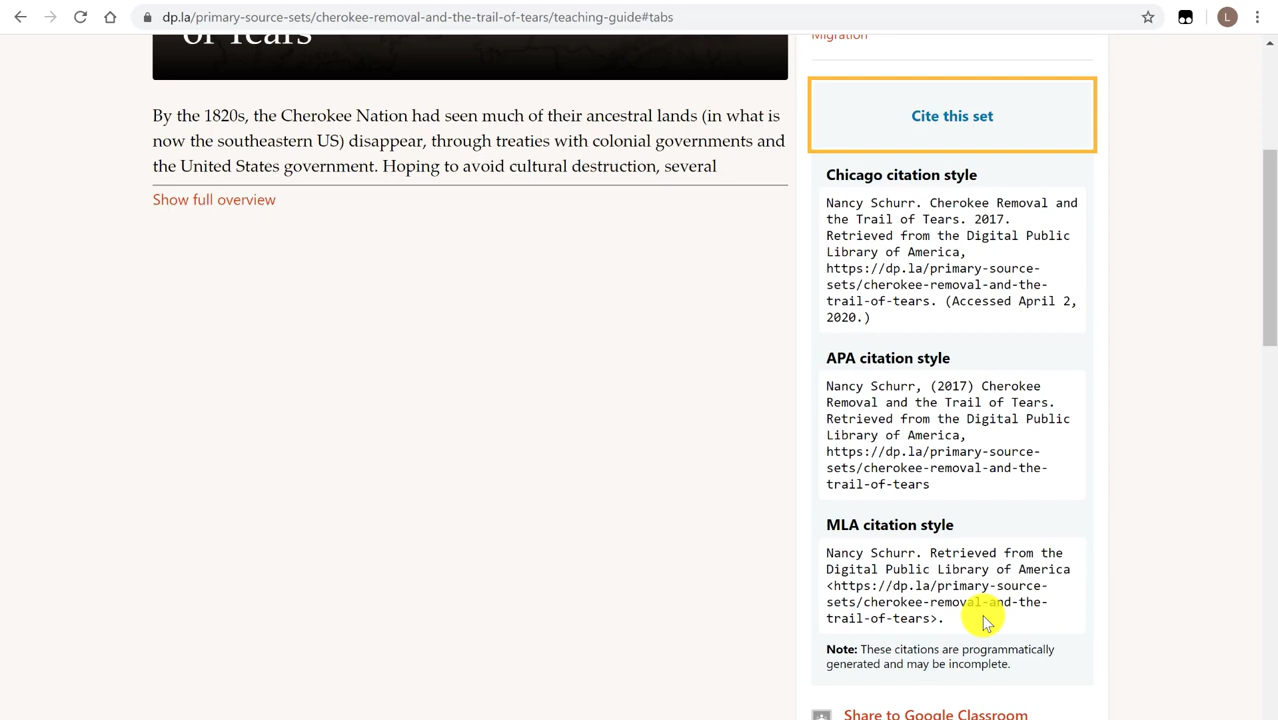 dp.la/primary-source-sets/cherokee-removal-and-the-trail-of-tears/teaching-guide#tabs
L
of Tears
By the 1820s, the Cherokee Nation had seen much of their ancestral lands (in what is
now the southeastern US) disappear, through treaties with colonial governments and
the United States government. Hoping to avoid cultural destruction, several
Show full overview
Migration
Cite this set
Chicago citation style
Nancy Schurr. Cherokee Removal and
the Trail of Tears. 2017.
Retrieved from the Digital Public
Library of America,
https://dp.la/primary-source-
sets/cherokee-removal-and-the-
trail-of-tears. (Accessed April 2,
2020.)
APA citation style
Nancy Schurr, (2017) Cherokee
Removal and the Trail of Tears.
Retrieved from the Digital Public
Library of America,
https://dp.la/primary-source-
sets/cherokee-removal-and-the-
trail-of-tears
MLA citation style
Nancy Schurr. Retrieved from the
Digital Public Library of America
<https://dp.la/primary-source-
sets/cherokee-removal-and-the-
trail-of-tears>.
Note: These citations are programmatically
generated and may be incomplete.
Share to Google Classroom